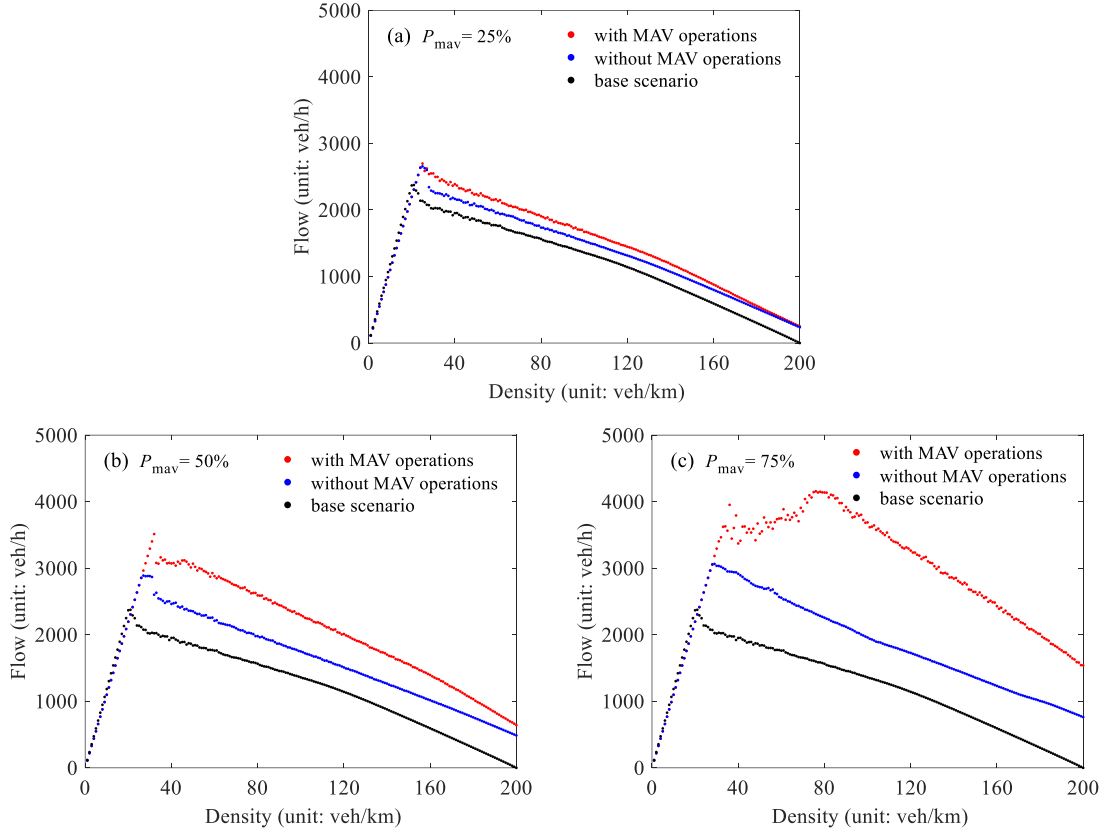 (a) Pmav= 25%
with MAV operations
without MAV operations
base scenario
5000
4000
3000
2000
1000
0
Flow (unit: veh/h)
0 40 80 120 160 200
Density (unit: veh/km)
(b) Pmav= 50%
with MAV operations
without MAV operations
base scenario
5000
4000
3000
2000
1000
0
Flow (unit: veh/h)
0 40 80 120 160 200
Density (unit: veh/km)
(c) Pmav= 75%
with MAV operations
without MAV operations
base scenario
5000
4000
3000
2000
1000
0
Flow (unit: veh/h)
0 40 80 120 160 200
Density (unit: veh/km)